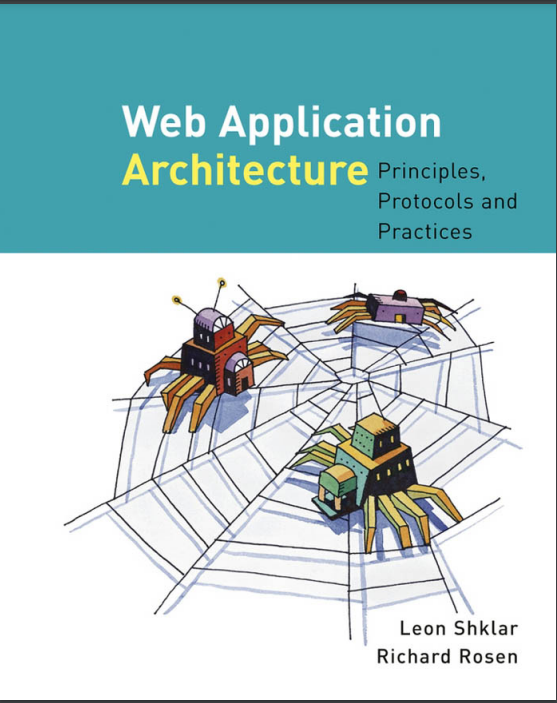 Web Application
Architecture Principles,
Protocols and
Practices
Leon Shklar
Richard Rosen